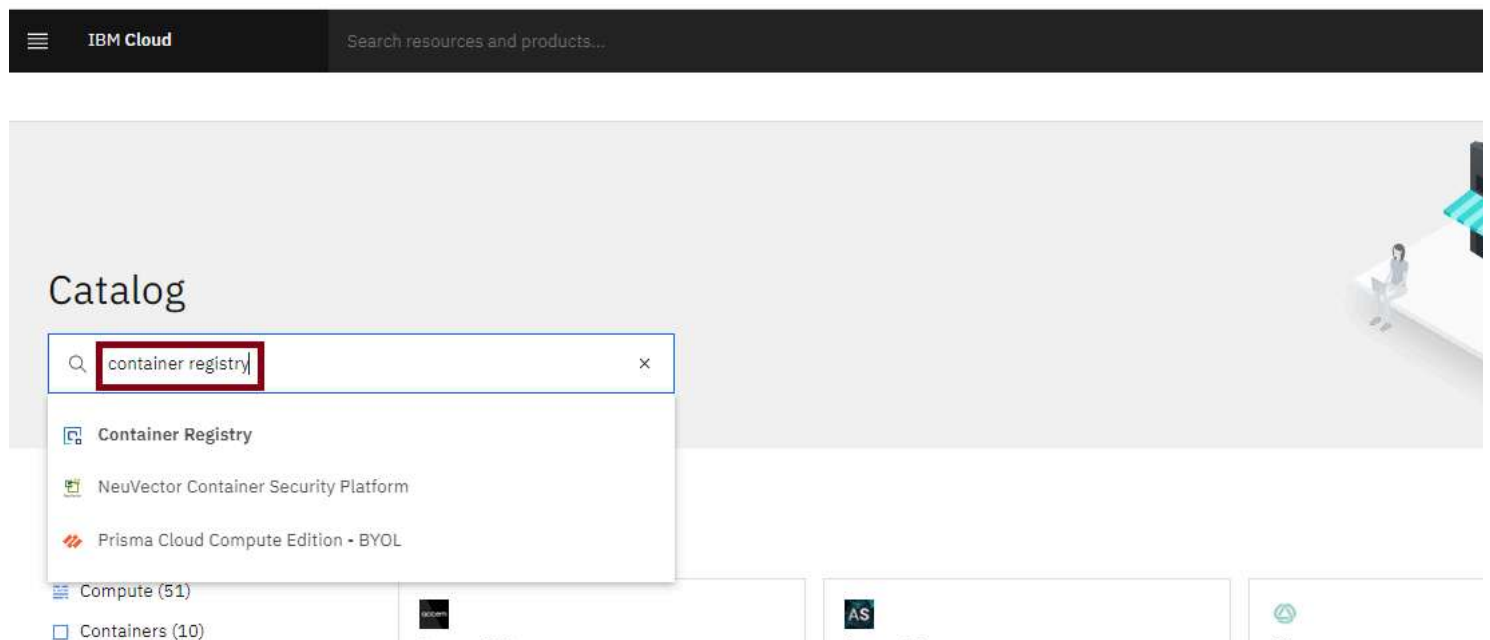 IBM Cloud
Search resources and products...
Catalog
container registry
Container Registry
NeuVector Container Security Platform
Prisma Cloud Compute Edition - BYOL
Compute (51)
Containers (10)
AS